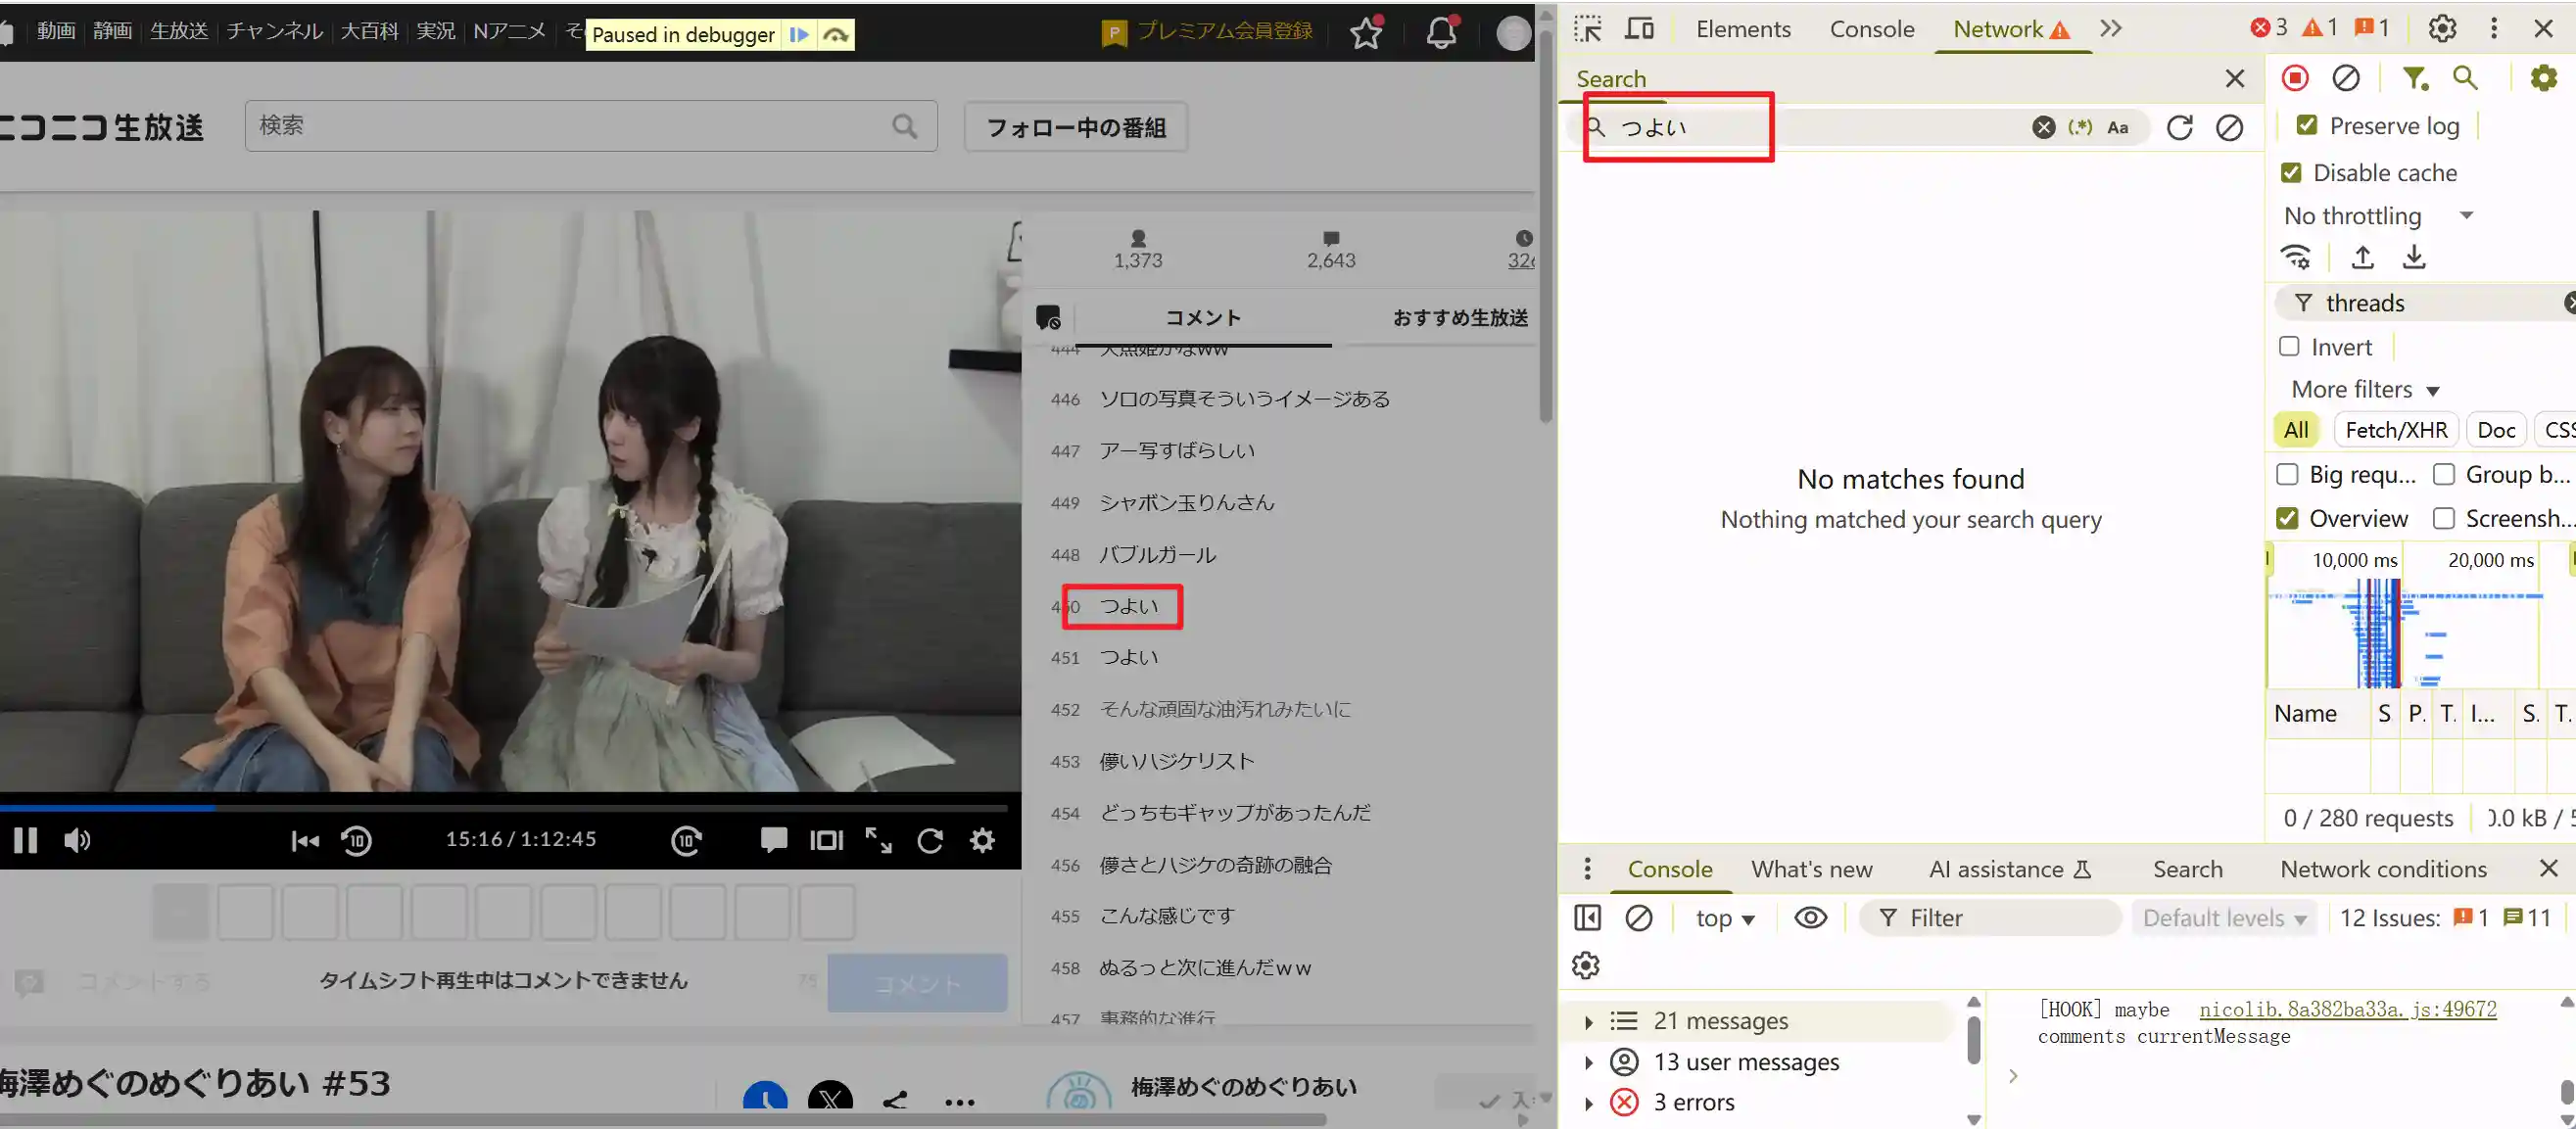 動画 静画 生放送 チャンネル 大百科 実況 Nアニメ そ
Paused in debugger
プレミアム会員登録
ニコニコ生放送
検索
フォロー中の番組
1,373
2,643
326
コメント
おすすめ生放送
446 ソロの写真そういうイメージある
447 アー写すばらしい
449 シャボン玉りんさん
448 バブルガール
450 つよい
451 つよい
452 そんな頑固な油汚れみたいに
453 儚いハジケリスト
454 どっちもギャップがあったんだ
456 儚さとハジケの奇跡の融合
455 こんな感じです
458 ぬるっと次に進んだｗｗ
457 事務的な進行
15:16 / 1:12:45
コメントする
タイムシフト再生中はコメントできません
75
コメント
梅澤めぐのめぐりあい #53
梅澤めぐのめぐりあい
Elements Console Network
3 1 1
Search
つよい
Aa
No matches found
Nothing matched your search query
Preserve log
Disable cache
No throttling
threads
Invert
More filters
All Fetch/XHR Doc CSS
Big requ... Group b...
Overview Screensh...
10,000 ms 20,000 ms
Name S P. T. I... S. T.
0 / 280 requests
Console What's new AI assistance Search Network conditions
top
Filter
Default levels
12 Issues: 1 11
21 messages
13 user messages
3 errors
[HOOK] maybe nicolib.8a382ba33a.js:49672
comments currentMessage